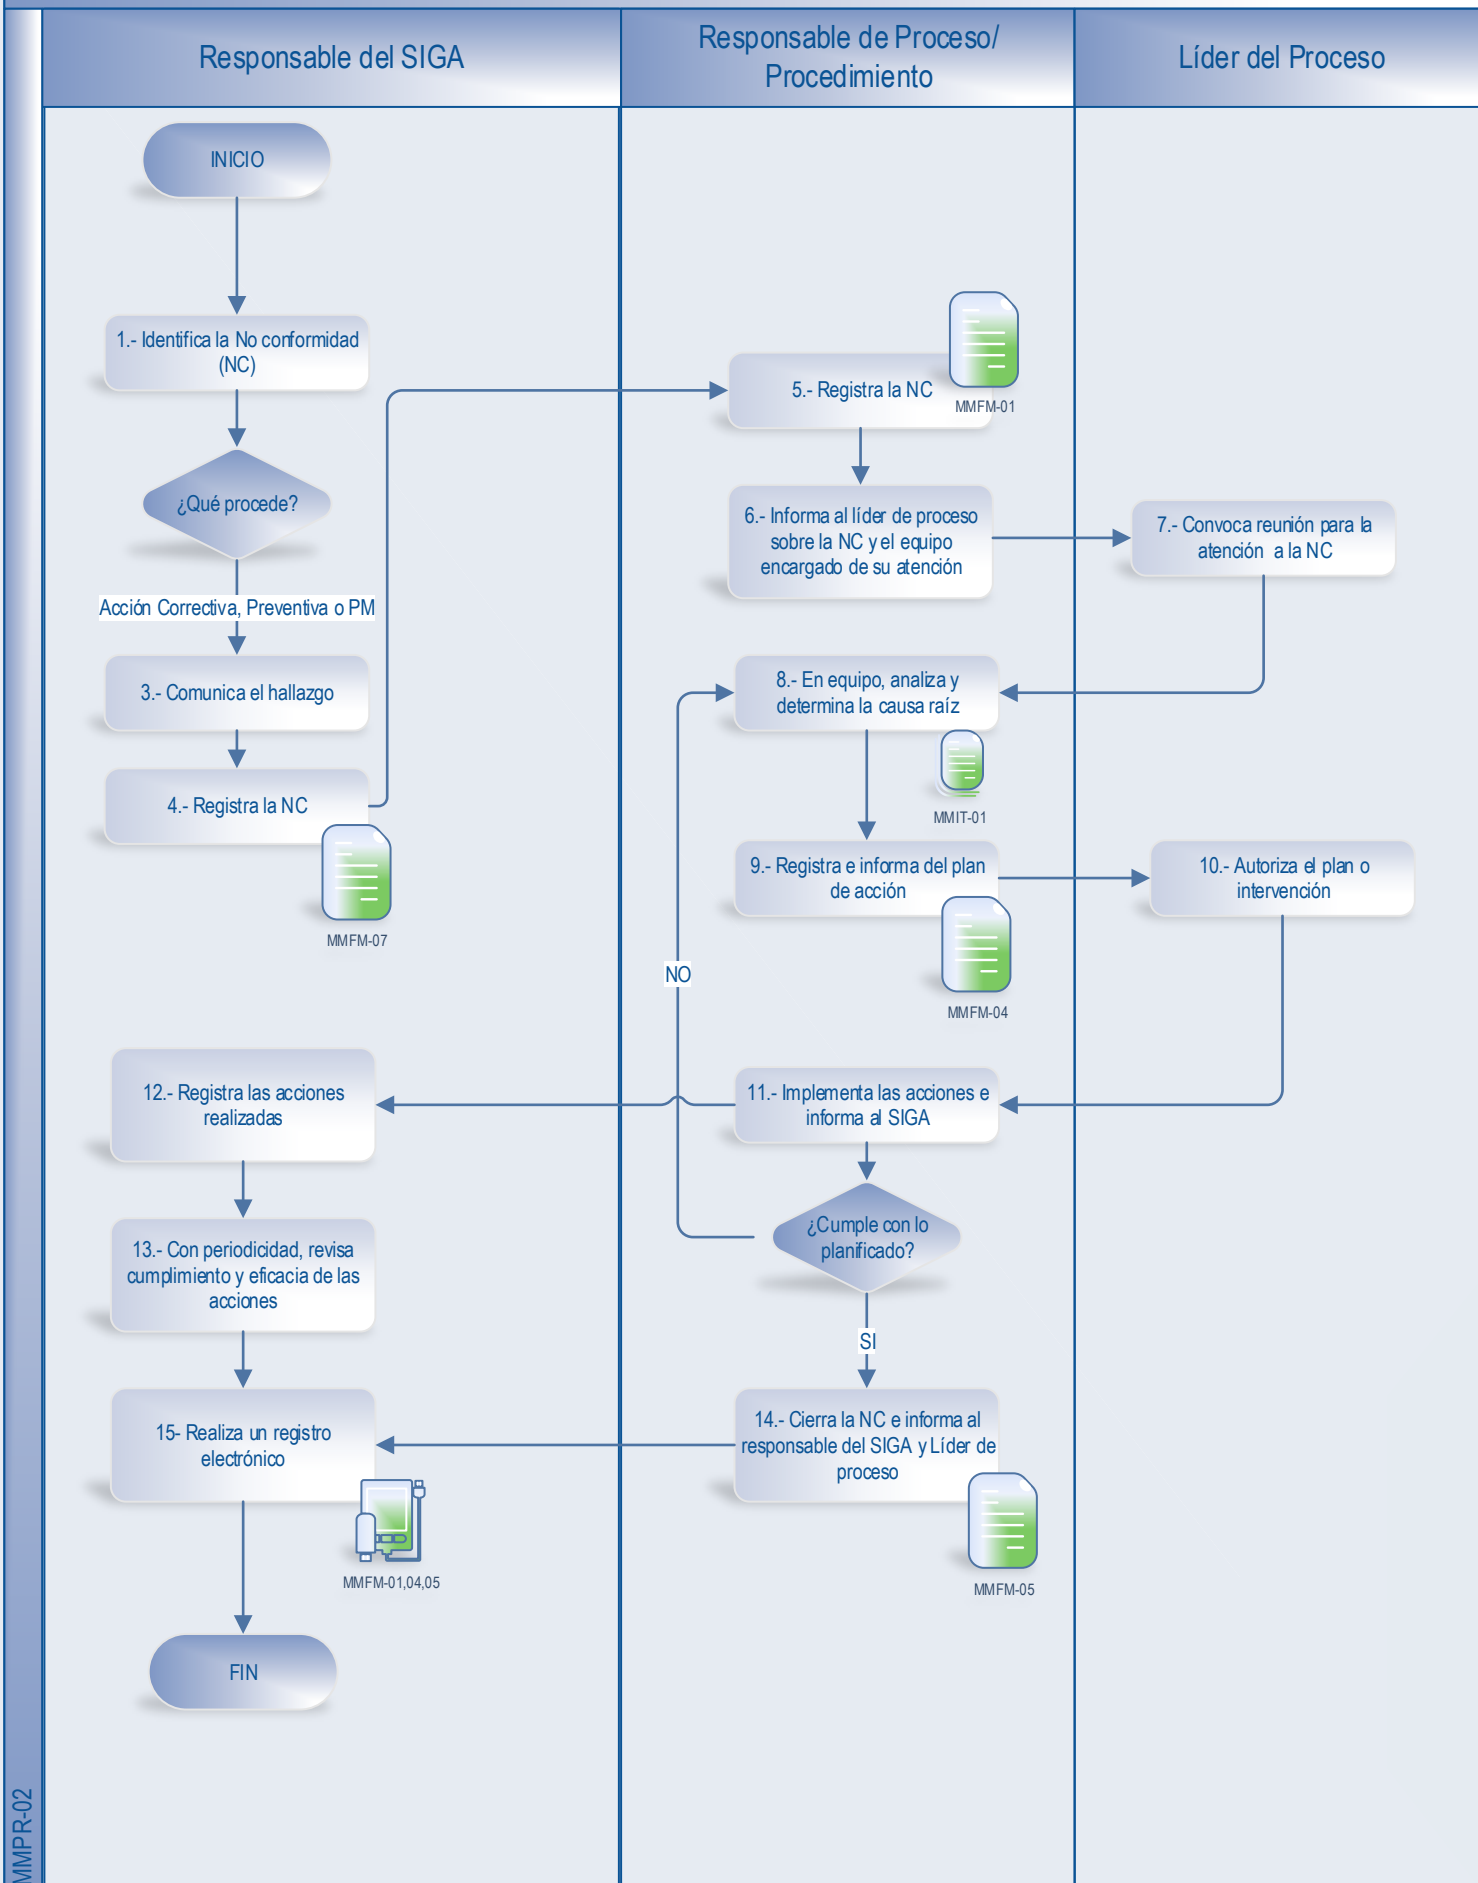 Responsable del SIGA
Responsable de Proceso/
Procedimiento
Líder del Proceso
INICIO
1.- Identifica la No conformidad
(NC)
¿Qué procede?
Acción Correctiva, Preventiva o PM
3.- Comunica el hallazgo
4.- Registra la NC
MMFM-07
5.- Registra la NC
MMFM-01
6.- Informa al líder de proceso
sobre la NC y el equipo
encargado de su atención
7.- Convoca reunión para la
atención a la NC
8.- En equipo, analiza y
determina la causa raíz
MMIT-01
9.- Registra e informa del plan
de acción
MMFM-04
10.- Autoriza el plan o
intervención
NO
11.- Implementa las acciones e
informa al SIGA
12.- Registra las acciones
realizadas
¿Cumple con lo
planificado?
13.- Con periodicidad, revisa
cumplimiento y eficacia de las
acciones
SI
14.- Cierra la NC e informa al
responsable del SIGA y Líder de
proceso
MMFM-05
15- Realiza un registro
electrónico
MMFM-01,04,05
FIN
MMPR-02